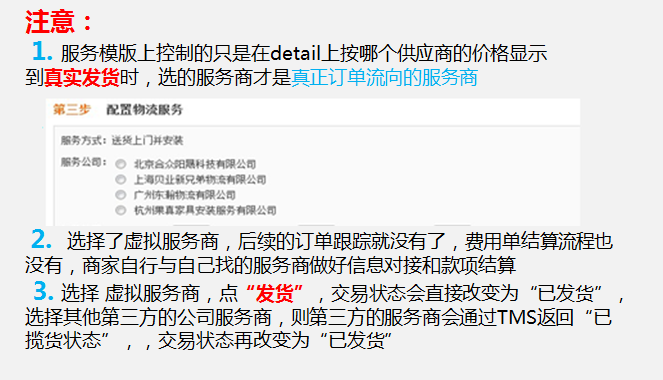 注意：
1. 服务模版上控制的只是在detail上按哪个供应商的价格显示
到真实发货时，选的服务商才是真正订单流向的服务商
第三步 配置物流服务
服务方式：送货上门并安装
服务公司：北京合众阳晟科技有限公司
上海贝业新兄弟物流有限公司
广州东瀚物流有限公司
杭州乘真家具安装服务有限公司
2. 选择了虚拟服务商，后续的订单跟踪就没有了，费用单结算流程也
没有，商家自行与自己找的服务商做好信息对接和款项结算
3. 选择 虚拟服务商，点“发货”，交易状态会直接改变为“已发货”，
选择其他第三方的公司服务商，则第三方的服务商会通过TMS返回“已
揽货状态”，，交易状态再改变为“已发货”